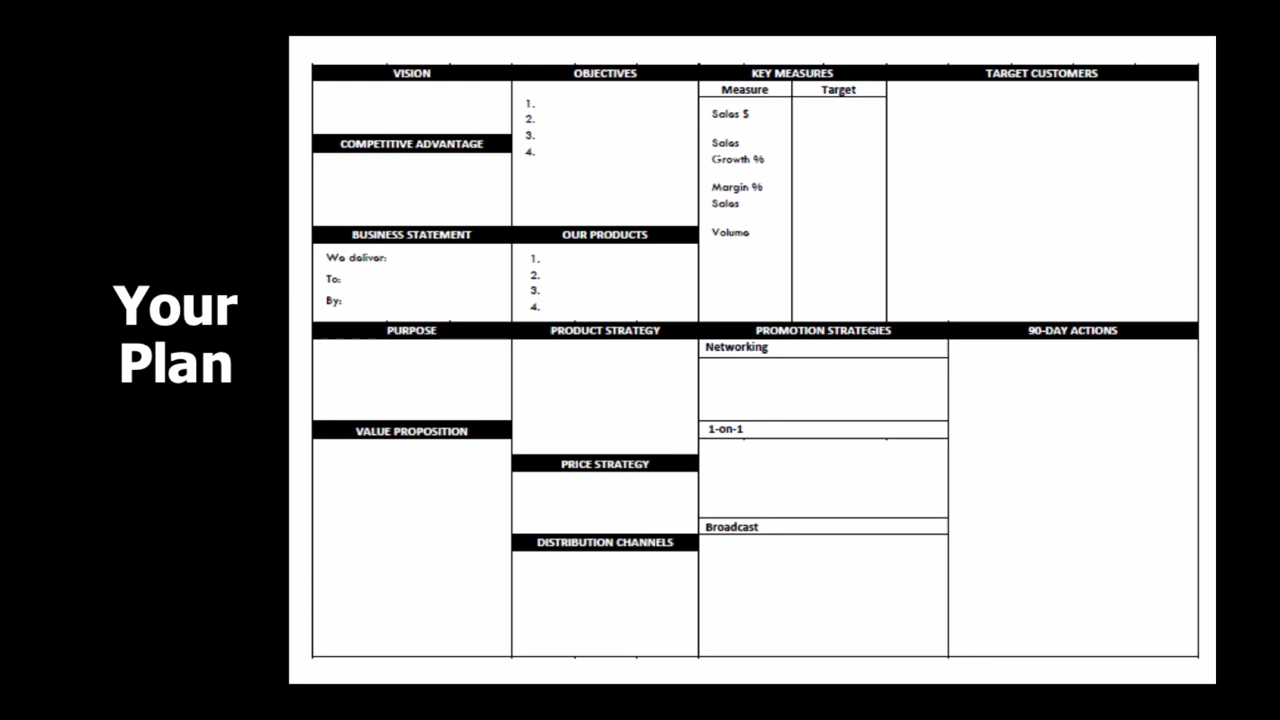 Your
Plan
VISION
COMPETITIVE ADVANTAGE
BUSINESS STATEMENT
We deliver:
To:
By:
OBJECTIVES
1.
2.
3.
4.
OUR PRODUCTS
1.
2.
3.
4.
KEY MEASURES
Measure
Target
Sales $
Sales
Growth %
Margin %
Sales
Volume
TARGET CUSTOMERS
PURPOSE
VALUE PROPOSITION
PRODUCT STRATEGY
PRICE STRATEGY
DISTRIBUTION CHANNELS
PROMOTION STRATEGIES
Networking
1-on-1
Broadcast
90-DAY ACTIONS